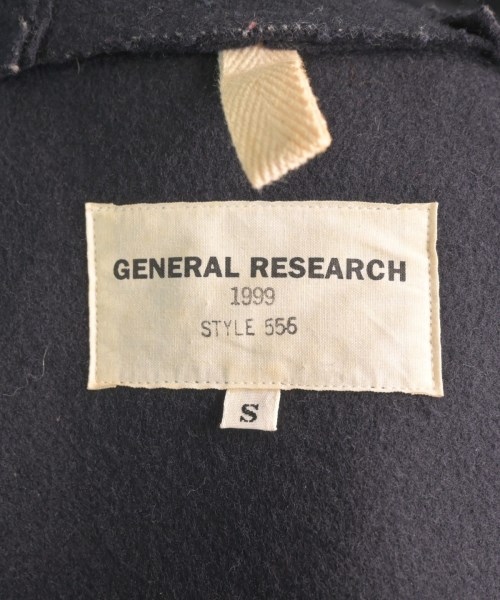 GENERAL RESEARCH
1999
STYLE 556
S